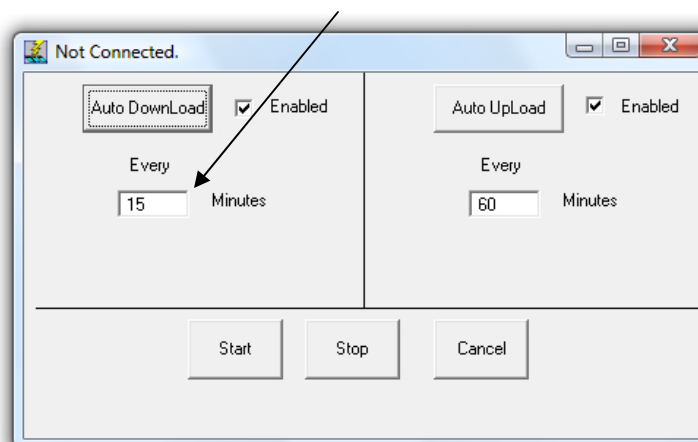 Not Connected.
Auto DownLoad Enabled
Every
15 Minutes
Auto UpLoad Enabled
Every
60 Minutes
Start Stop Cancel